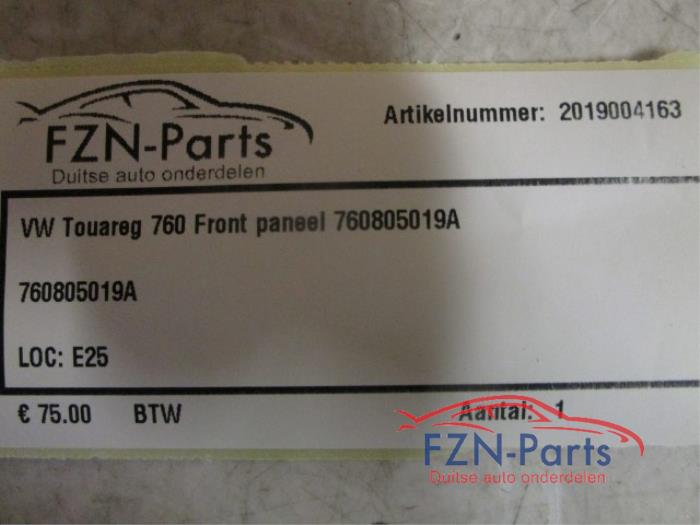 FZN-Parts
Duitse auto onderdelen
Artikelnummer: 2019004163
VW Touareg 760 Front paneel 760805019A
760805019A
LOC: E25
€ 75.00 BTW Aantal: 1
FZN-Parts
Duitse auto onderdelen